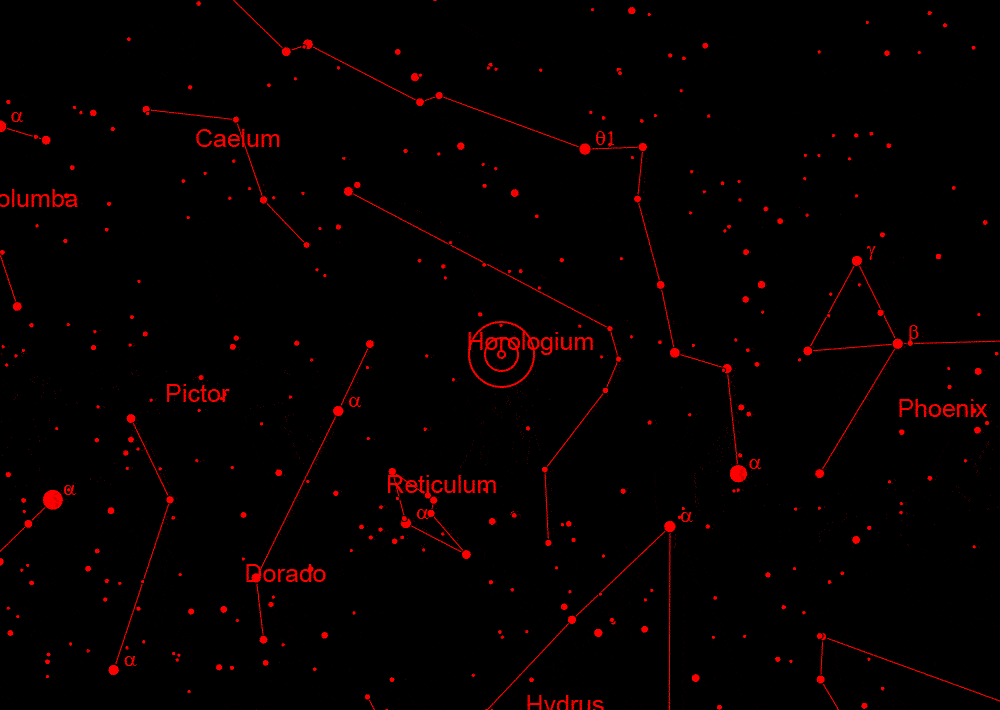 α
θ1
Caelum
olumba
γ
β
Horologium
Pictor
α
Phoenix
α
α
Reticulum
α
α
Dorado
α
Hydrus